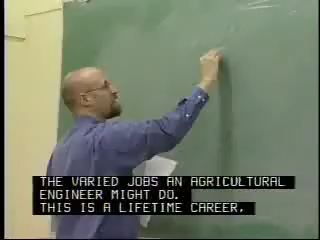 THE VARIED JOBS AN AGRICULTURAL
ENGINEER MIGHT DO.
THIS IS A LIFETIME CAREER,